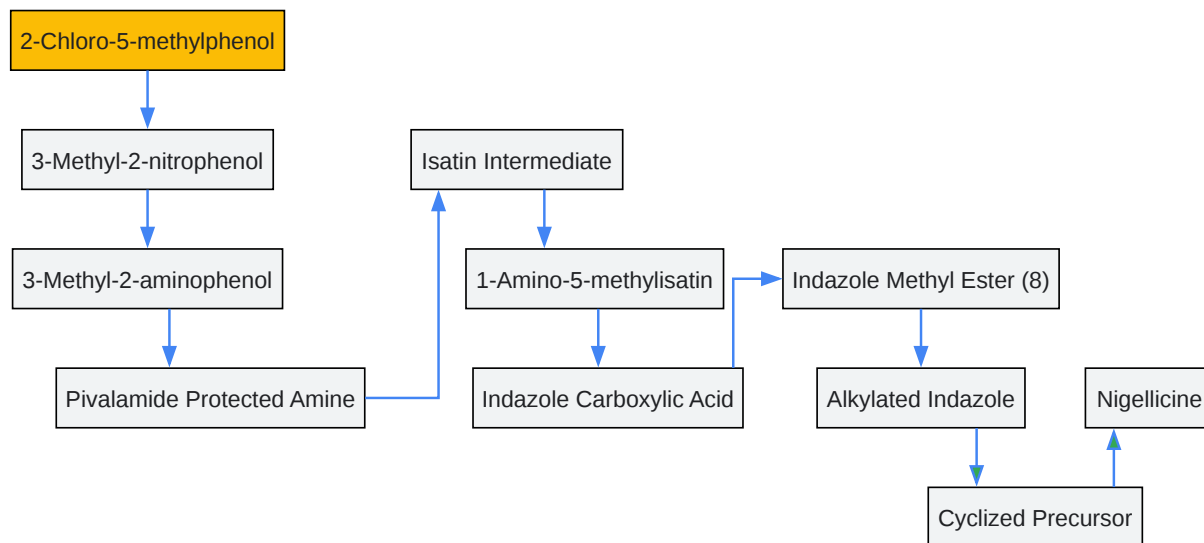 2-Chloro-5-methylphenol
3-Methyl-2-nitrophenol
3-Methyl-2-aminophenol
Pivalamide Protected Amine
Isatin Intermediate
1-Amino-5-methylisatin
Indazole Carboxylic Acid
Indazole Methyl Ester (8)
Alkylated Indazole
Cyclized Precursor
Nigellicine